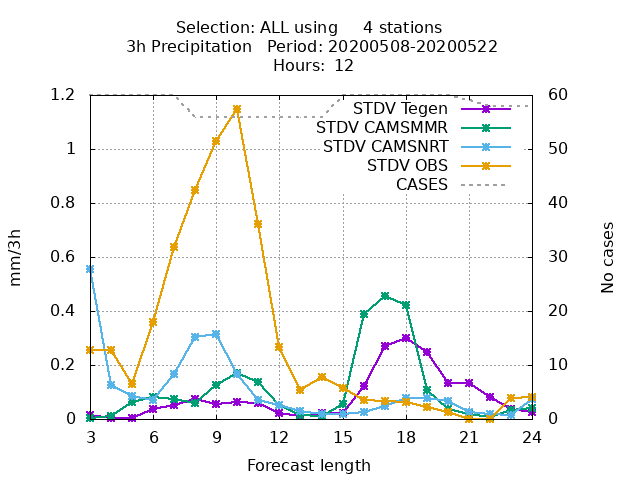 Selection: ALL using 4 stations
3h Precipitation Period: 20200508-20200522
Hours: 12
1.2
1
0.8
0.6
0.4
0.2
0
60
50
40
30
20
10
0
STDV Tegen
STDV CAMSMMR
STDV CAMSNRT
STDV OBS
CASES
mm/3h
No cases
3 6 9 12 15 18 21 24
Forecast length